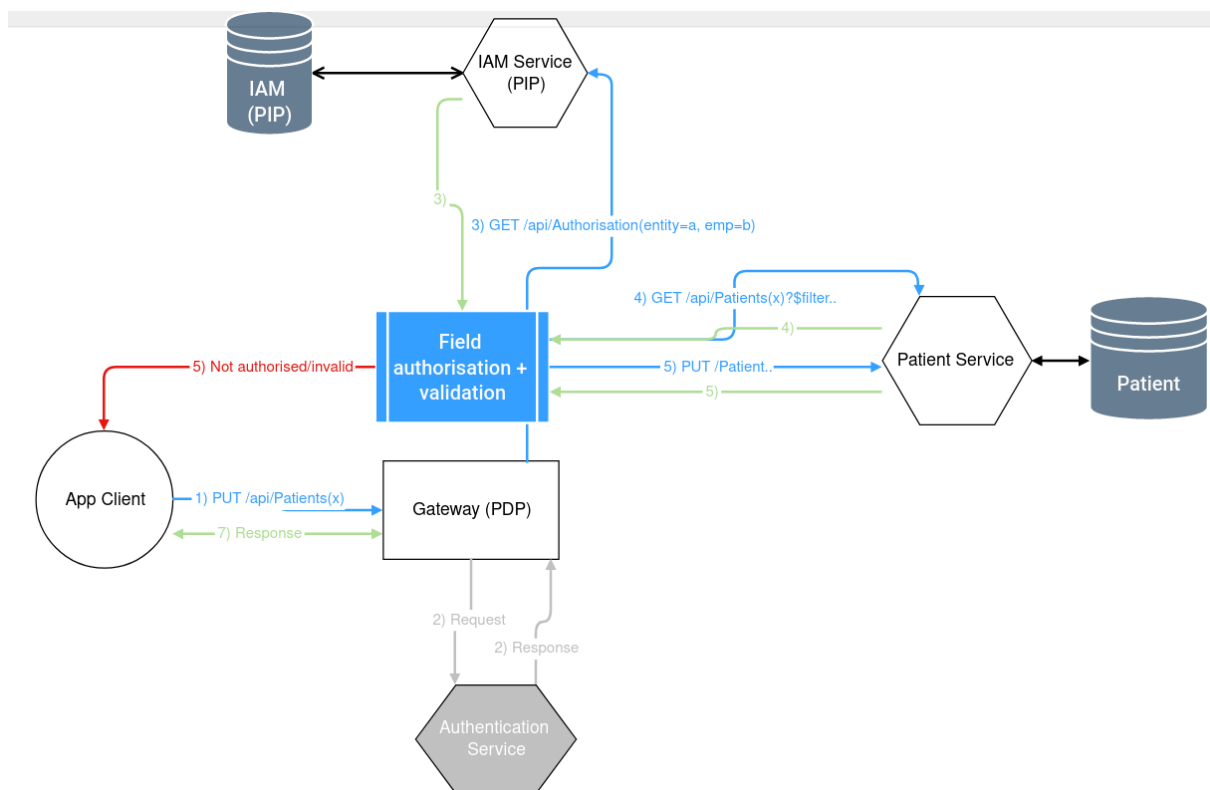 IAM Service
(PIP)
IAM
(PIP)
3)
3) GET /api/Authorisation(entity=a, emp=b)
4) GET /api/Patients(x)?$filter..
4)
Field
authorisation +
validation
5) Not authorised/invalid
5) PUT /Patient..
5)
Patient Service
Patient
App Client
1) PUT /api/Patients(x)
7) Response
Gateway (PDP)
2) Request
2) Response
Authentication
Service